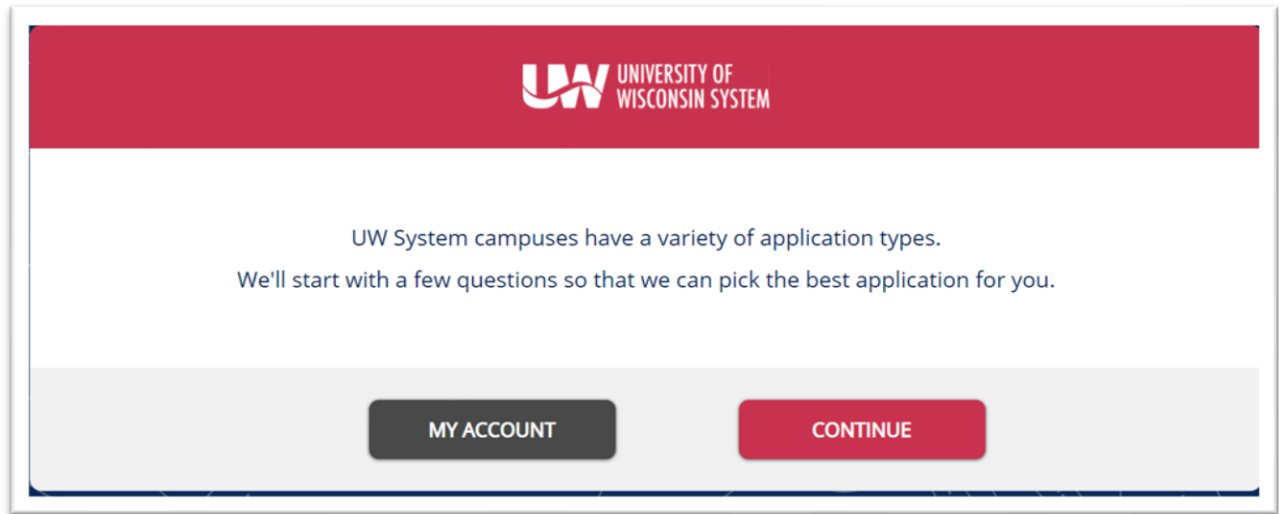 UW UNIVERSITY OF
WISCONSIN SYSTEM
UW System campuses have a variety of application types.
We'll start with a few questions so that we can pick the best application for you.
MY ACCOUNT
CONTINUE